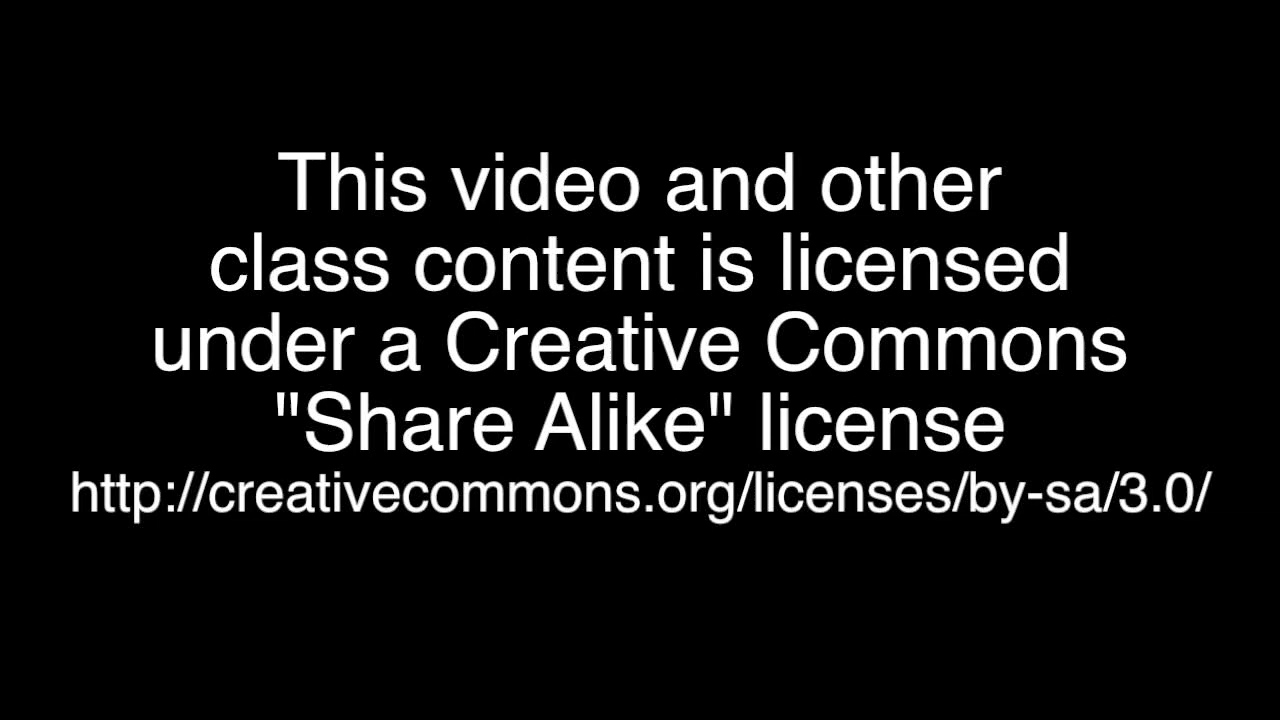 This video and other
class content is licensed
under a Creative Commons
"Share Alike" license
http://creativecommons.org/licenses/by-sa/3.0/